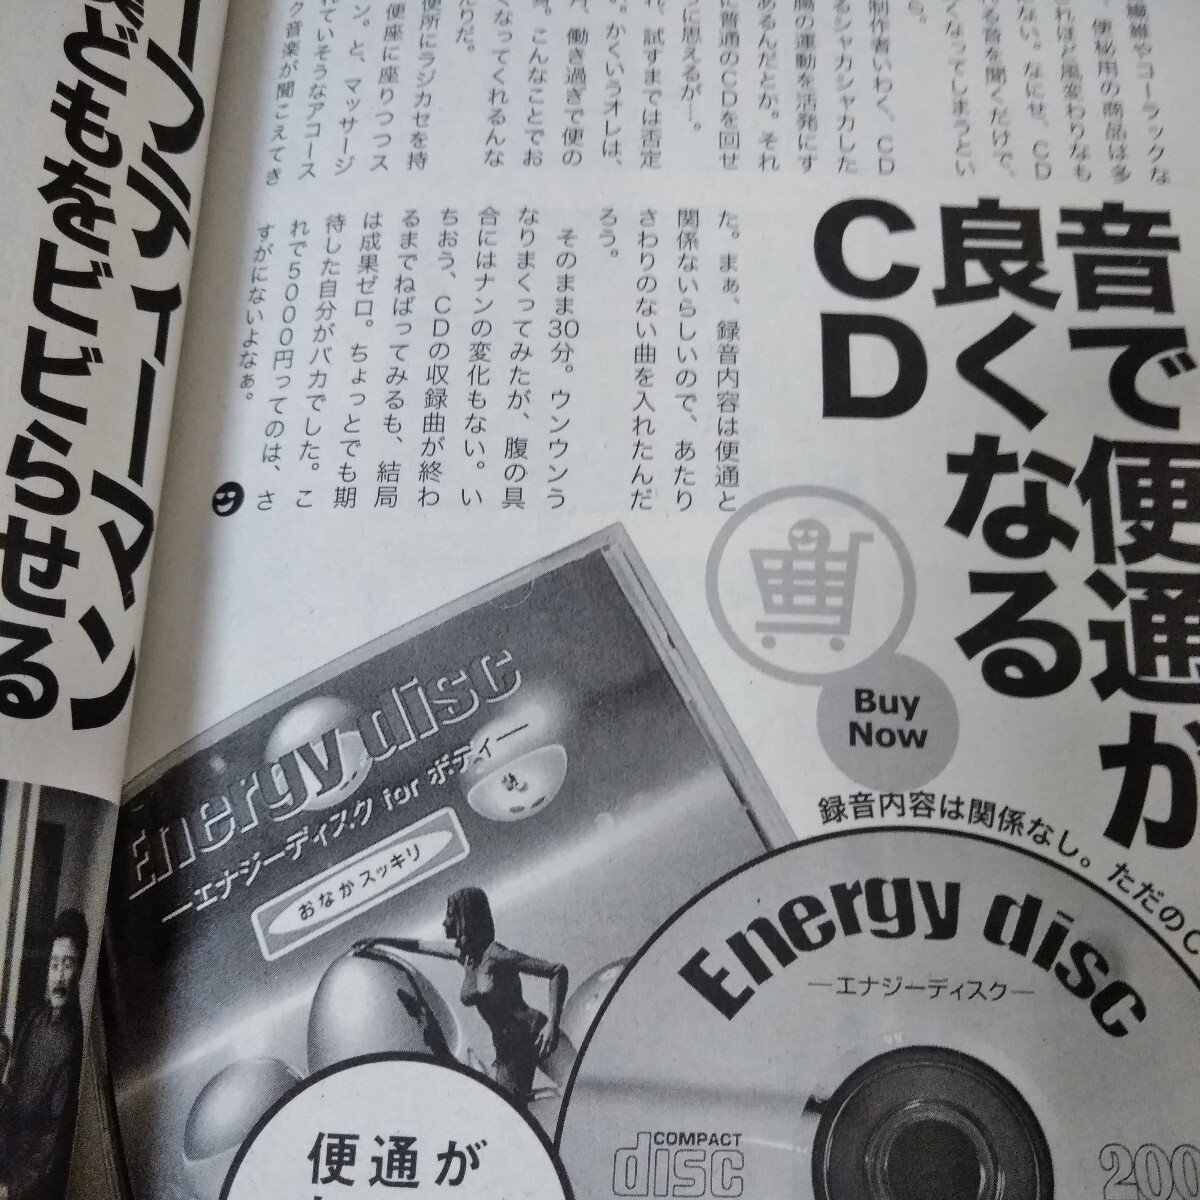 音で便通が
良くなる
CD
繊維やコーラックな
便秘用の商品は多
れほど風変わりなも
ない。なにせ、CD
る音を聞くだけで、
くなってしまうとい
ら。
制作者いわく、CD
るシャカシャカした
腸の運動を活発にす
あるんだとか。それ
に普通のCDを回せ
うに思えるが…。
れ、試すまでは否定
。かくいうオレは、
月、働き過ぎで便の
育。こんなことでお
くなってくれるんな
たりだ。
便所にラジカセを持
便座に座りつつス
ン。と、マッサージ
れていそうなアコース
ク音楽が聞こえてき
た。まぁ、録音内容は便通と
関係ないらしいので、あたり
さわりのない曲を入れたんだ
ろう。
そのまま30分。ウンウンう
なりまくってみたが、腹の具
合にはナンの変化もない。い
ちおう、CDの収録曲が終わ
るまでねばってみるも、結局
は成果ゼロ。ちょっとでも期
待した自分がバカでした。こ
れで5000円ってのは、さ
すがにないよなぁ。
Buy
Now
録音内容は関係なし。ただのC
Energy disc
―エナジーディスク for ボディ―
おなかスッキリ
Energy disc
―エナジーディスク―
COMPACT
disc
200
便通が
ティーマン
どもをビビらせる